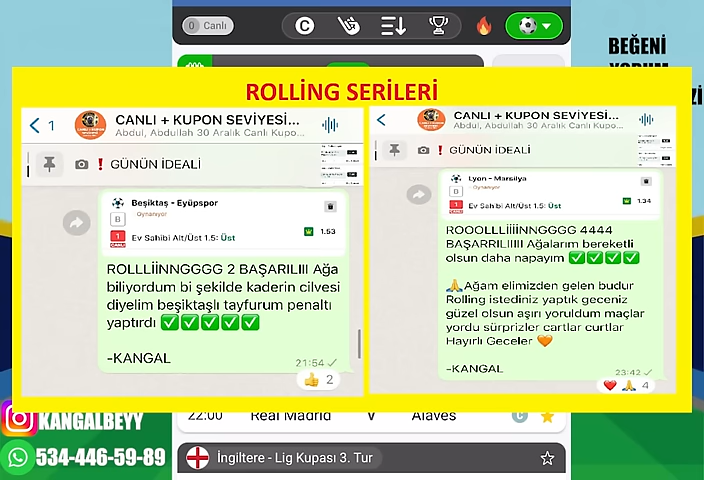 0 Canlı
BEĞENİ
YORUM
ROLLİNG SERİLERİ
1
CANLI + KUPON SEVİYESİ...
Abdul, Abdullah 30 Aralık Canlı Kupo...
❗ GÜNÜN İDEALİ
Beşiktaş - Eyüpspor
Oynanıyor
B
1
CANLI
Ev Sahibi Alt/Üst 1.5: Üst
1.53
ROLLLİİNNGGGG 2 BAŞARILIII Ağa
biliyordum bi şekilde kaderin cilvesi
diyelim beşiktaşlı tayfurum penaltı
yaptırdı ✅✅✅✅✅
-KANGAL
21:54
👍 2
CANLI + KUPON SEVİYESİ...
Abdul, Abdullah 30 Aralık Canlı Kupo...
❗ GÜNÜN İDEALİ
Lyon - Marsilya
Oynanıyor
1
Ev Sahibi Alt/Üst 1.5: Üst
1.34
ROOOLLLİİİİNNGGGG 4444
BAŞARRILIIIII Ağalarım bereketli
olsun daha napayım ✅✅✅✅
🙏Ağam elimizden gelen budur
Rolling istediniz yaptık geceniz
güzel olsun aşırı yoruldum maçlar
yordu sürprizler cartlar curtlar
Hayırlı Geceler 🧡
-KANGAL
23:42
❤️ 🙏 4
22:00 Real Madrid V Alaves
C
KANGALBEYY
534-446-59-89
İngiltere - Lig Kupası 3. Tur